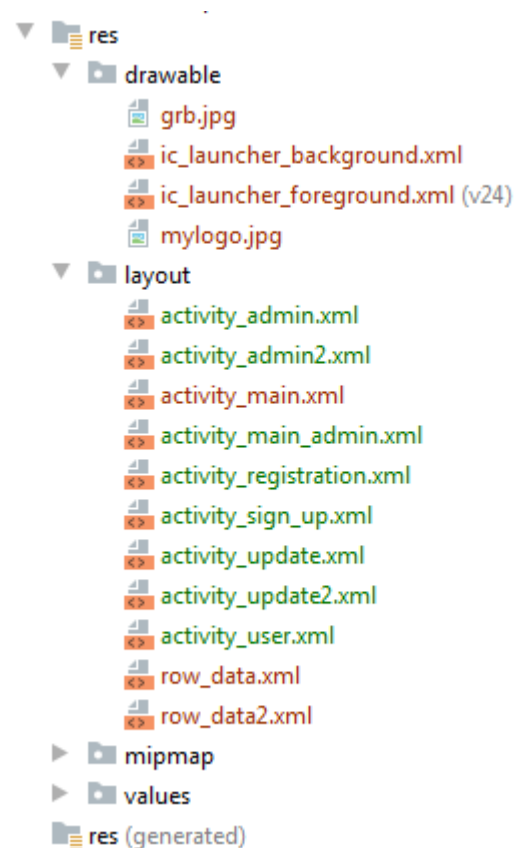 res
drawable
grb.jpg
ic_launcher_background.xml
ic_launcher_foreground.xml (v24)
mylogo.jpg
layout
activity_admin.xml
activity_admin2.xml
activity_main.xml
activity_main_admin.xml
activity_registration.xml
activity_sign_up.xml
activity_update.xml
activity_update2.xml
activity_user.xml
row_data.xml
row_data2.xml
mipmap
values
res (generated)